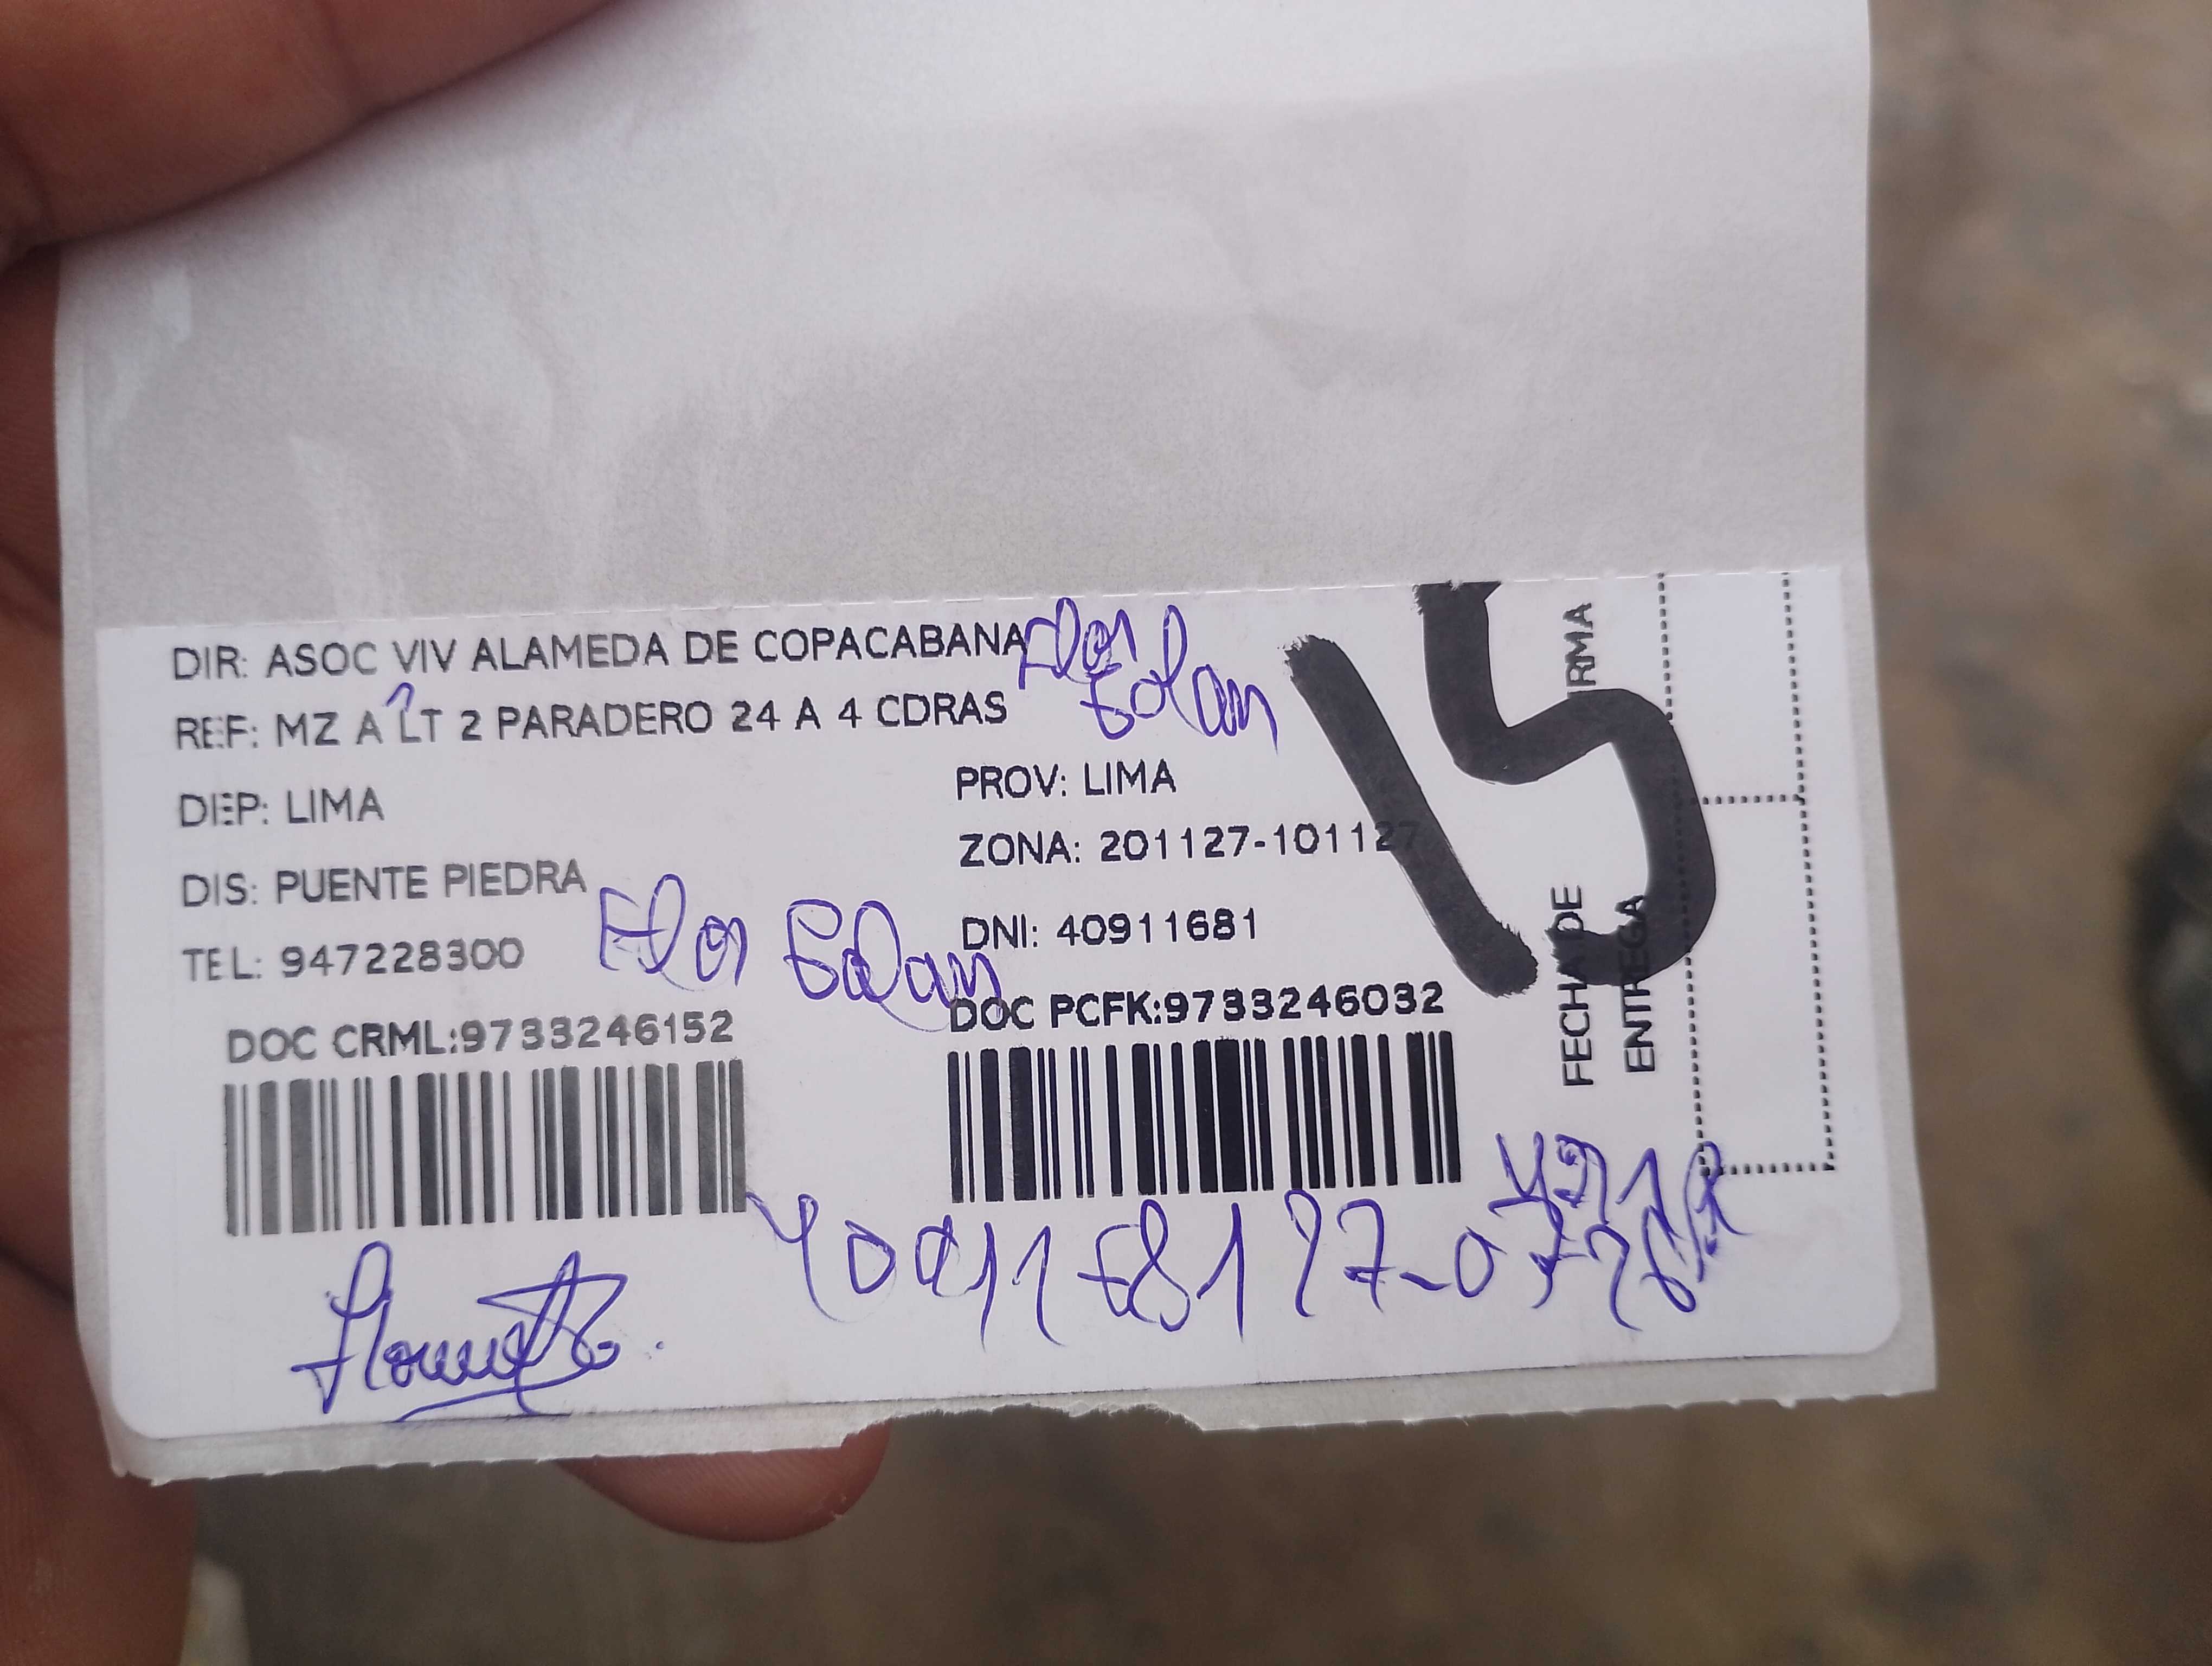 DIR: ASOC VIV ALAMEDA DE COPACABANA
REF: MZ A LT 2 PARADERO 24 A 4 CDRAS
DEP: LIMA
PROV: LIMA
ZONA: 201127-101127
DIS: PUENTE PIEDRA
DNI: 40911681
TEL: 947228300
DOC CRML:9733246152
DOC PCFK:9733246032
15
RMA
FECHA DE
ENTREGA
40911681